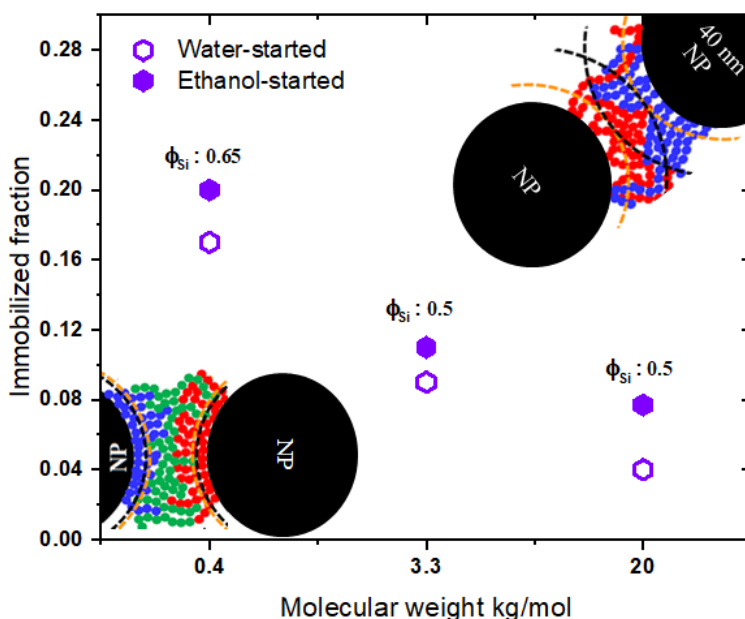 Water-started
Ethanol-started
40 nm
NP
NP
ϕSi : 0.65
ϕSi : 0.5
ϕSi : 0.5
NP
NP
0.28
0.24
0.20
0.16
0.12
0.08
0.04
0.00
Immobilized fraction
0.4
3.3
20
Molecular weight kg/mol